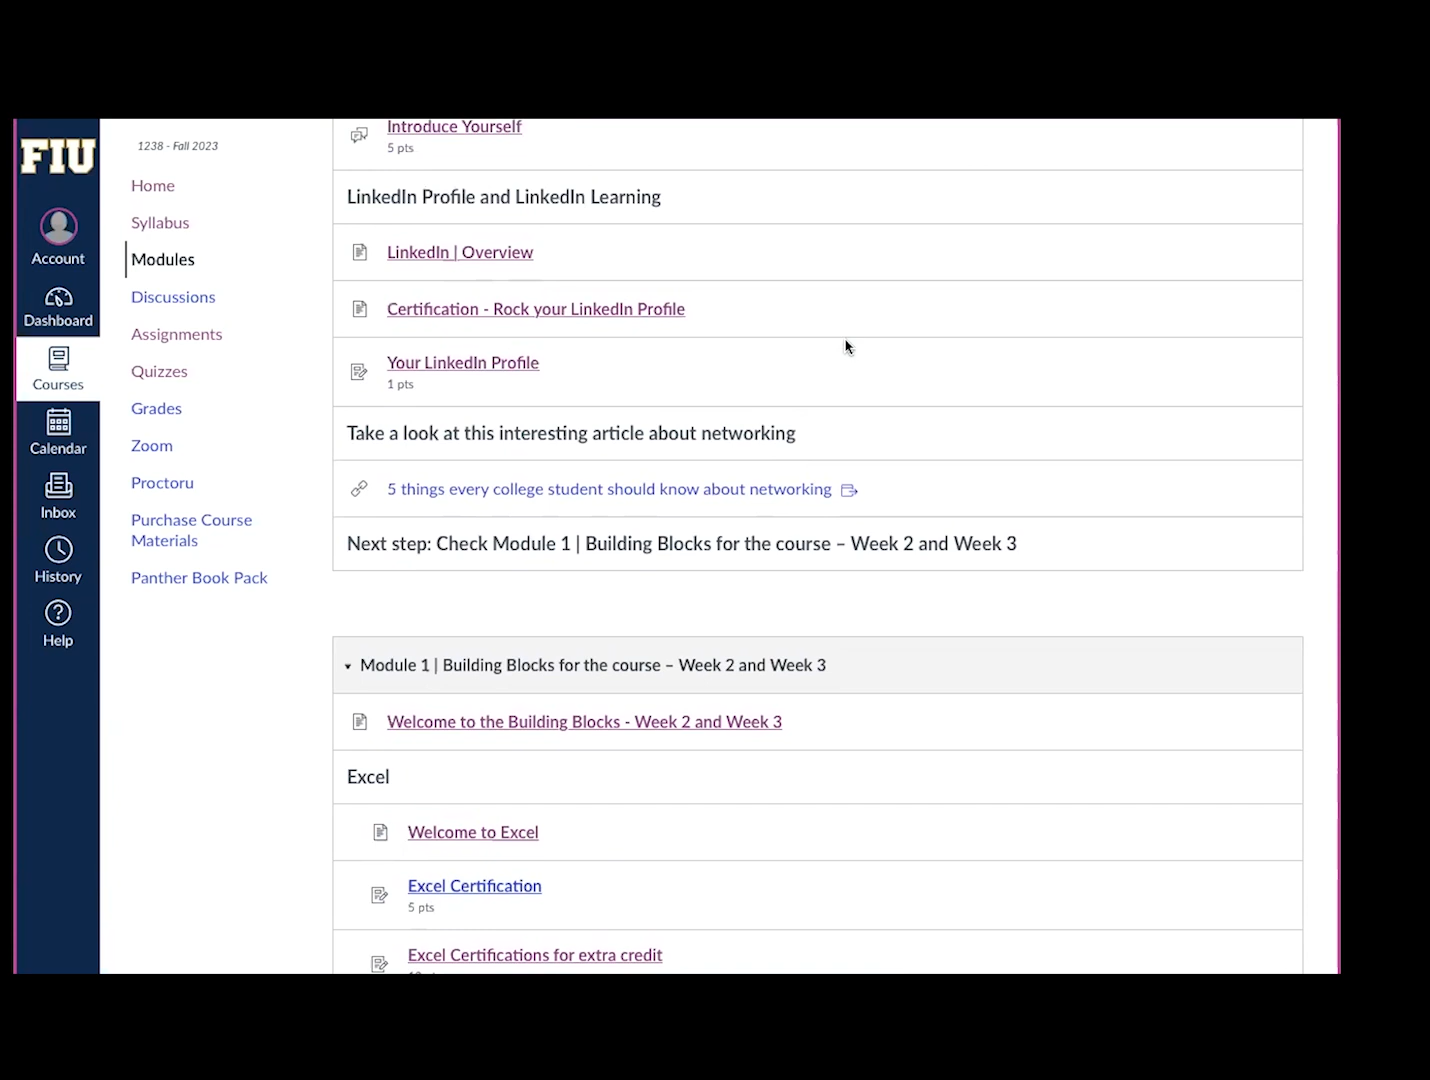 FIU
Account
Dashboard
Courses
Calendar
Inbox
History
Help
1238 - Fall 2023
Home
Syllabus
Modules
Discussions
Assignments
Quizzes
Grades
Zoom
Proctoru
Purchase Course
Materials
Panther Book Pack
Introduce Yourself
5 pts
LinkedIn Profile and LinkedIn Learning
LinkedIn | Overview
Certification - Rock your LinkedIn Profile
Your LinkedIn Profile
1 pts
Take a look at this interesting article about networking
5 things every college student should know about networking
Next step: Check Module 1 | Building Blocks for the course – Week 2 and Week 3
Module 1 | Building Blocks for the course – Week 2 and Week 3
Welcome to the Building Blocks - Week 2 and Week 3
Excel
Welcome to Excel
Excel Certification
5 pts
Excel Certifications for extra credit